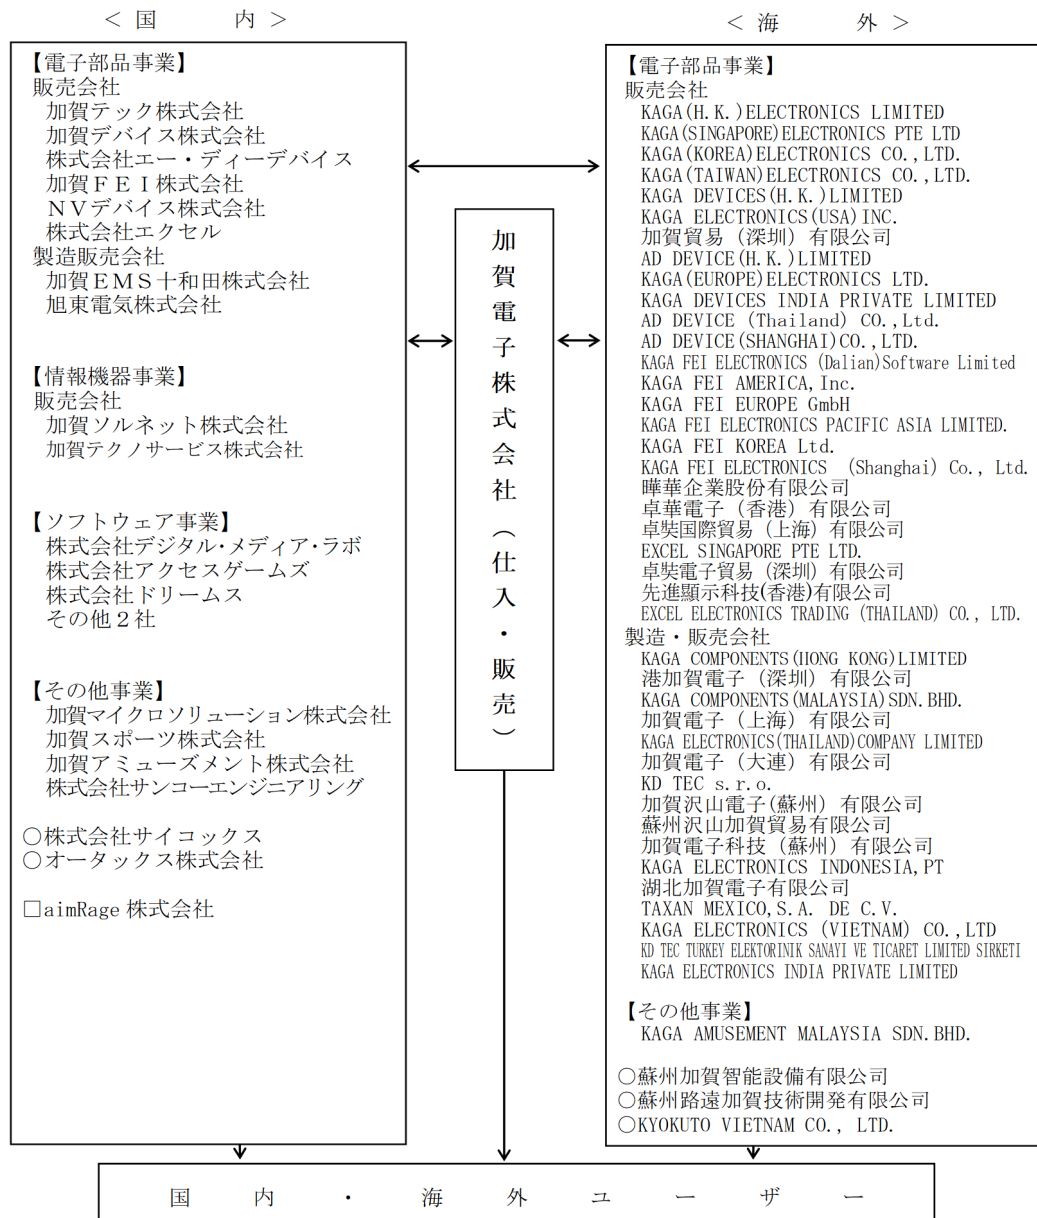 ＜ 国　　　内 ＞
【電子部品事業】
販売会社
加賀テック株式会社
加賀デバイス株式会社
株式会社エー・ディーデバイス
加賀ＦＥＩ株式会社
ＮＶデバイス株式会社
株式会社エクセル
製造販売会社
加賀ＥＭＳ十和田株式会社
旭東電気株式会社
【情報機器事業】
販売会社
加賀ソルネット株式会社
加賀テクノサービス株式会社
【ソフトウェア事業】
株式会社デジタル・メディア・ラボ
株式会社アクセスゲームズ
株式会社ドリームス
その他２社
【その他事業】
加賀マイクロソリューション株式会社
加賀スポーツ株式会社
加賀アミューズメント株式会社
株式会社サンコーエンジニアリング
○株式会社サイコックス
○オータックス株式会社
□aimRage 株式会社
加賀電子株式会社（仕入・販売）
＜ 海　　　外 ＞
【電子部品事業】
販売会社
KAGA(H.K.)ELECTRONICS LIMITED
KAGA(SINGAPORE)ELECTRONICS PTE LTD
KAGA(KOREA)ELECTRONICS CO.,LTD.
KAGA(TAIWAN)ELECTRONICS CO.,LTD.
KAGA DEVICES(H.K.)LIMITED
KAGA ELECTRONICS(USA)INC.
加賀貿易（深圳）有限公司
AD DEVICE(H.K.)LIMITED
KAGA(EUROPE)ELECTRONICS LTD.
KAGA DEVICES INDIA PRIVATE LIMITED
AD DEVICE (Thailand) CO.,Ltd.
AD DEVICE(SHANGHAI)CO.,LTD.
KAGA FEI ELECTRONICS (Dalian)Software Limited
KAGA FEI AMERICA,Inc.
KAGA FEI EUROPE GmbH
KAGA FEI ELECTRONICS PACIFIC ASIA LIMITED.
KAGA FEI KOREA Ltd.
KAGA FEI ELECTRONICS (Shanghai) Co., Ltd.
曄華企業股份有限公司
卓華電子（香港）有限公司
卓奘国際貿易（上海）有限公司
EXCEL SINGAPORE PTE LTD.
卓奘電子貿易（深圳）有限公司
先進顯示科技(香港)有限公司
EXCEL ELECTRONICS TRADING (THAILAND) CO., LTD.
製造・販売会社
KAGA COMPONENTS(HONG KONG)LIMITED
港加賀電子（深圳）有限公司
KAGA COMPONENTS(MALAYSIA)SDN.BHD.
加賀電子（上海）有限公司
KAGA ELECTRONICS(THAILAND)COMPANY LIMITED
加賀電子（大連）有限公司
KD TEC s.r.o.
加賀沢山電子(蘇州）有限公司
蘇州沢山加賀貿易有限公司
加賀電子科技（蘇州）有限公司
KAGA ELECTRONICS INDONESIA,PT
湖北加賀電子有限公司
TAXAN MEXICO,S.A. DE C.V.
KAGA ELECTRONICS (VIETNAM) CO.,LTD
KD TEC TURKEY ELEKTORINIK SANAYI VE TICARET LIMITED SIRKETI
KAGA ELECTRONICS INDIA PRIVATE LIMITED
【その他事業】
KAGA AMUSEMENT MALAYSIA SDN.BHD.
○蘇州加賀智能設備有限公司
○蘇州路遠加賀技術開発有限公司
○KYOKUTO VIETNAM CO., LTD.
国　内　・　海　外　ユ　ー　ザ　ー